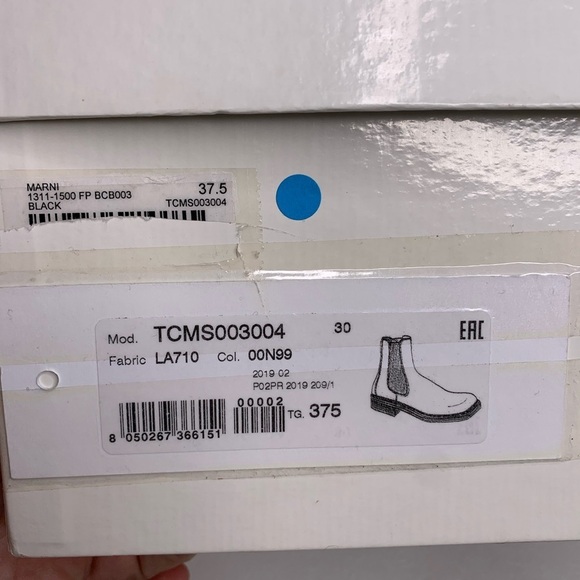 MARNI 37.5
1311-1500 FP BCB003
BLACK TCMS003004
Mod. TCMS003004 30 EAC
Fabric LA710 Col. 00N99
2019 02
P02PR 2019 209/1
00002
TG. 375
8 050267 366151